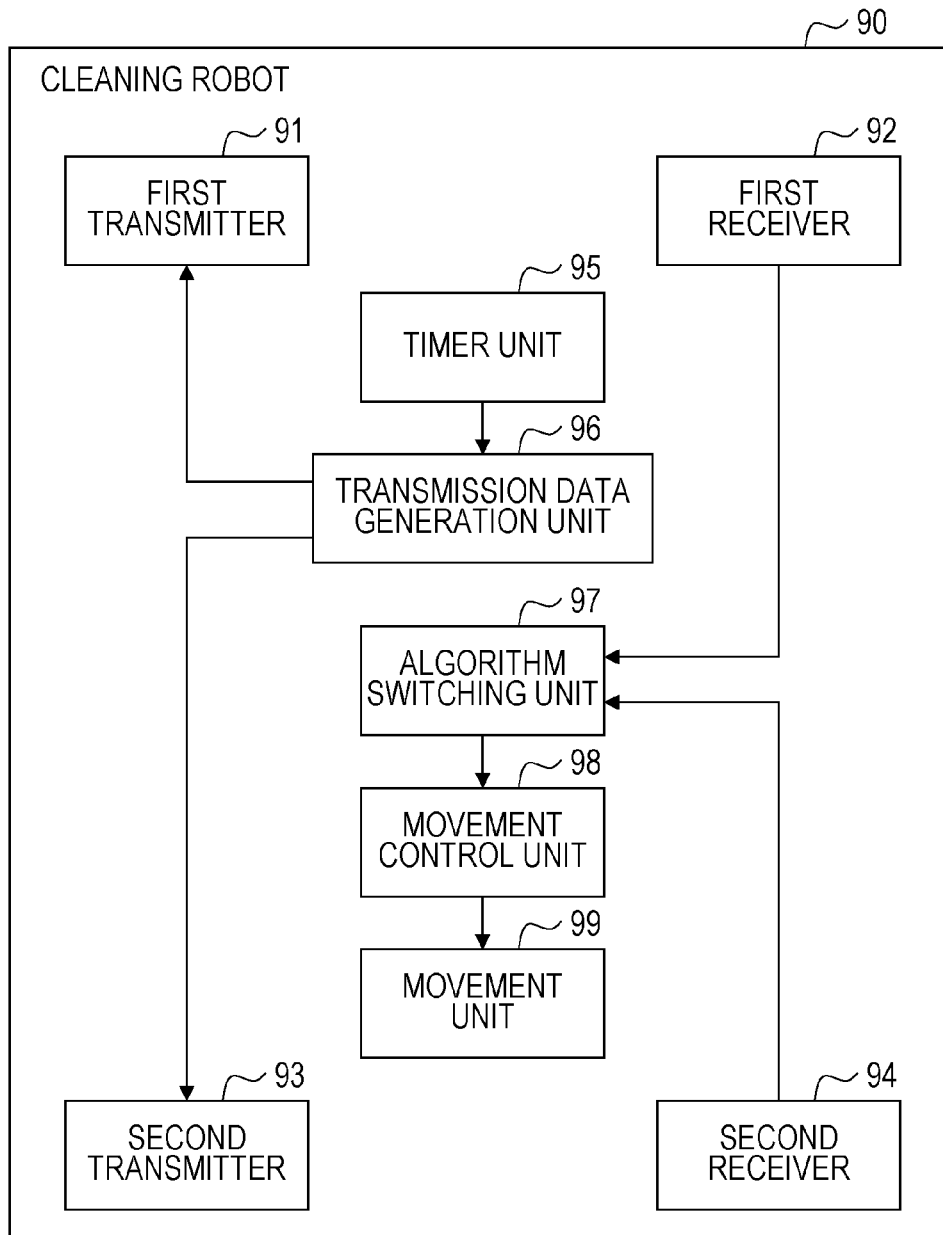 90
CLEANING ROBOT
91
FIRST
TRANSMITTER
92
FIRST
RECEIVER
95
TIMER UNIT
96
TRANSMISSION DATA
GENERATION UNIT
97
ALGORITHM
SWITCHING UNIT
98
MOVEMENT
CONTROL UNIT
99
MOVEMENT
UNIT
93
SECOND
TRANSMITTER
94
SECOND
RECEIVER